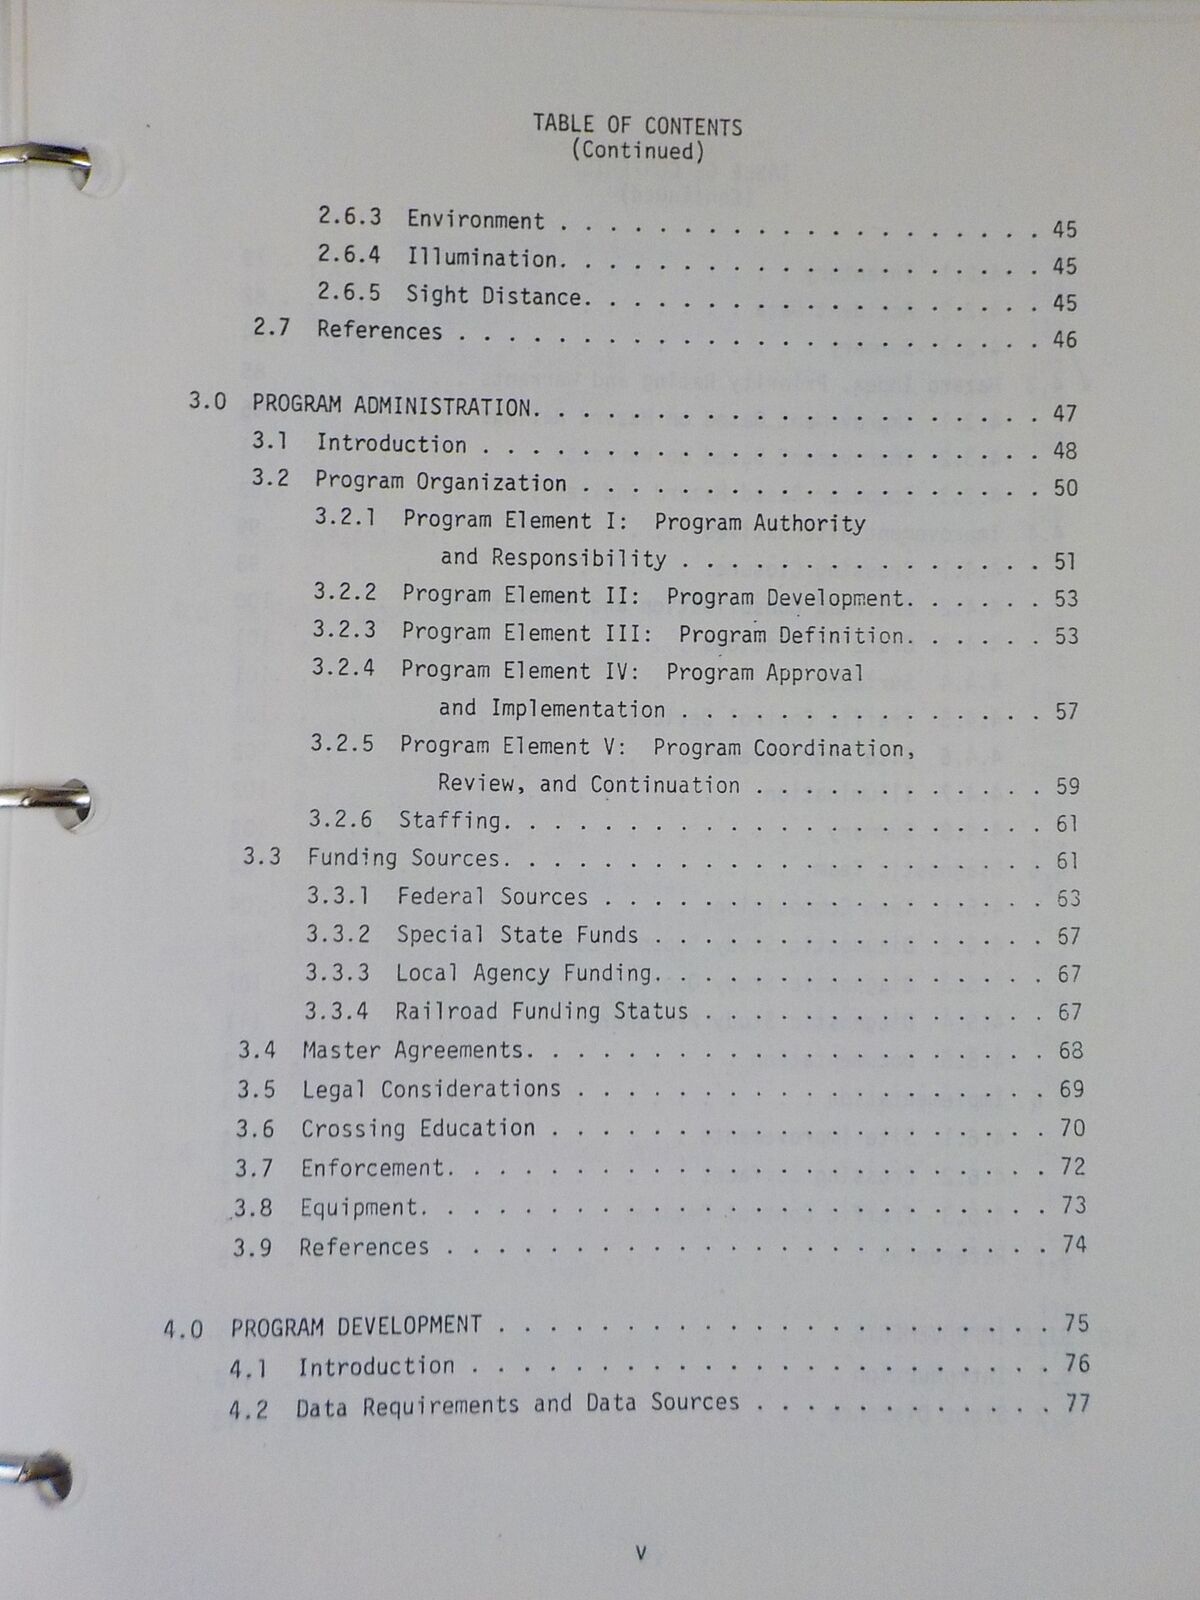 TABLE OF CONTENTS
(Continued)
2.6.3 Environment . . . . . . . . . . . . . . . . . . . . 45
2.6.4 Illumination. . . . . . . . . . . . . . . . . . . . 45
2.6.5 Sight Distance. . . . . . . . . . . . . . . . . . . 45
2.7 References . . . . . . . . . . . . . . . . . . . . . . . . 46
3.0 PROGRAM ADMINISTRATION. . . . . . . . . . . . . . . . . . . . . 47
3.1 Introduction . . . . . . . . . . . . . . . . . . . . . . . 48
3.2 Program Organization . . . . . . . . . . . . . . . . . . . 50
3.2.1 Program Element I: Program Authority
and Responsibility . . . . . . . . . . . . . . . 51
3.2.2 Program Element II: Program Development. . . . . . 53
3.2.3 Program Element III: Program Definition. . . . . . 53
3.2.4 Program Element IV: Program Approval
and Implementation . . . . . . . . . . . . . . . 57
3.2.5 Program Element V: Program Coordination,
Review, and Continuation . . . . . . . . . . . . 59
3.2.6 Staffing. . . . . . . . . . . . . . . . . . . . . . 61
3.3 Funding Sources. . . . . . . . . . . . . . . . . . . . . . 61
3.3.1 Federal Sources . . . . . . . . . . . . . . . . . . 63
3.3.2 Special State Funds . . . . . . . . . . . . . . . . 67
3.3.3 Local Agency Funding. . . . . . . . . . . . . . . . 67
3.3.4 Railroad Funding Status . . . . . . . . . . . . . . 67
3.4 Master Agreements. . . . . . . . . . . . . . . . . . . . . 68
3.5 Legal Considerations . . . . . . . . . . . . . . . . . . . 69
3.6 Crossing Education . . . . . . . . . . . . . . . . . . . . 70
3.7 Enforcement. . . . . . . . . . . . . . . . . . . . . . . . 72
3.8 Equipment. . . . . . . . . . . . . . . . . . . . . . . . . 73
3.9 References . . . . . . . . . . . . . . . . . . . . . . . . 74
4.0 PROGRAM DEVELOPMENT . . . . . . . . . . . . . . . . . . . . . . 75
4.1 Introduction . . . . . . . . . . . . . . . . . . . . . . . 76
4.2 Data Requirements and Data Sources . . . . . . . . . . . . 77
v